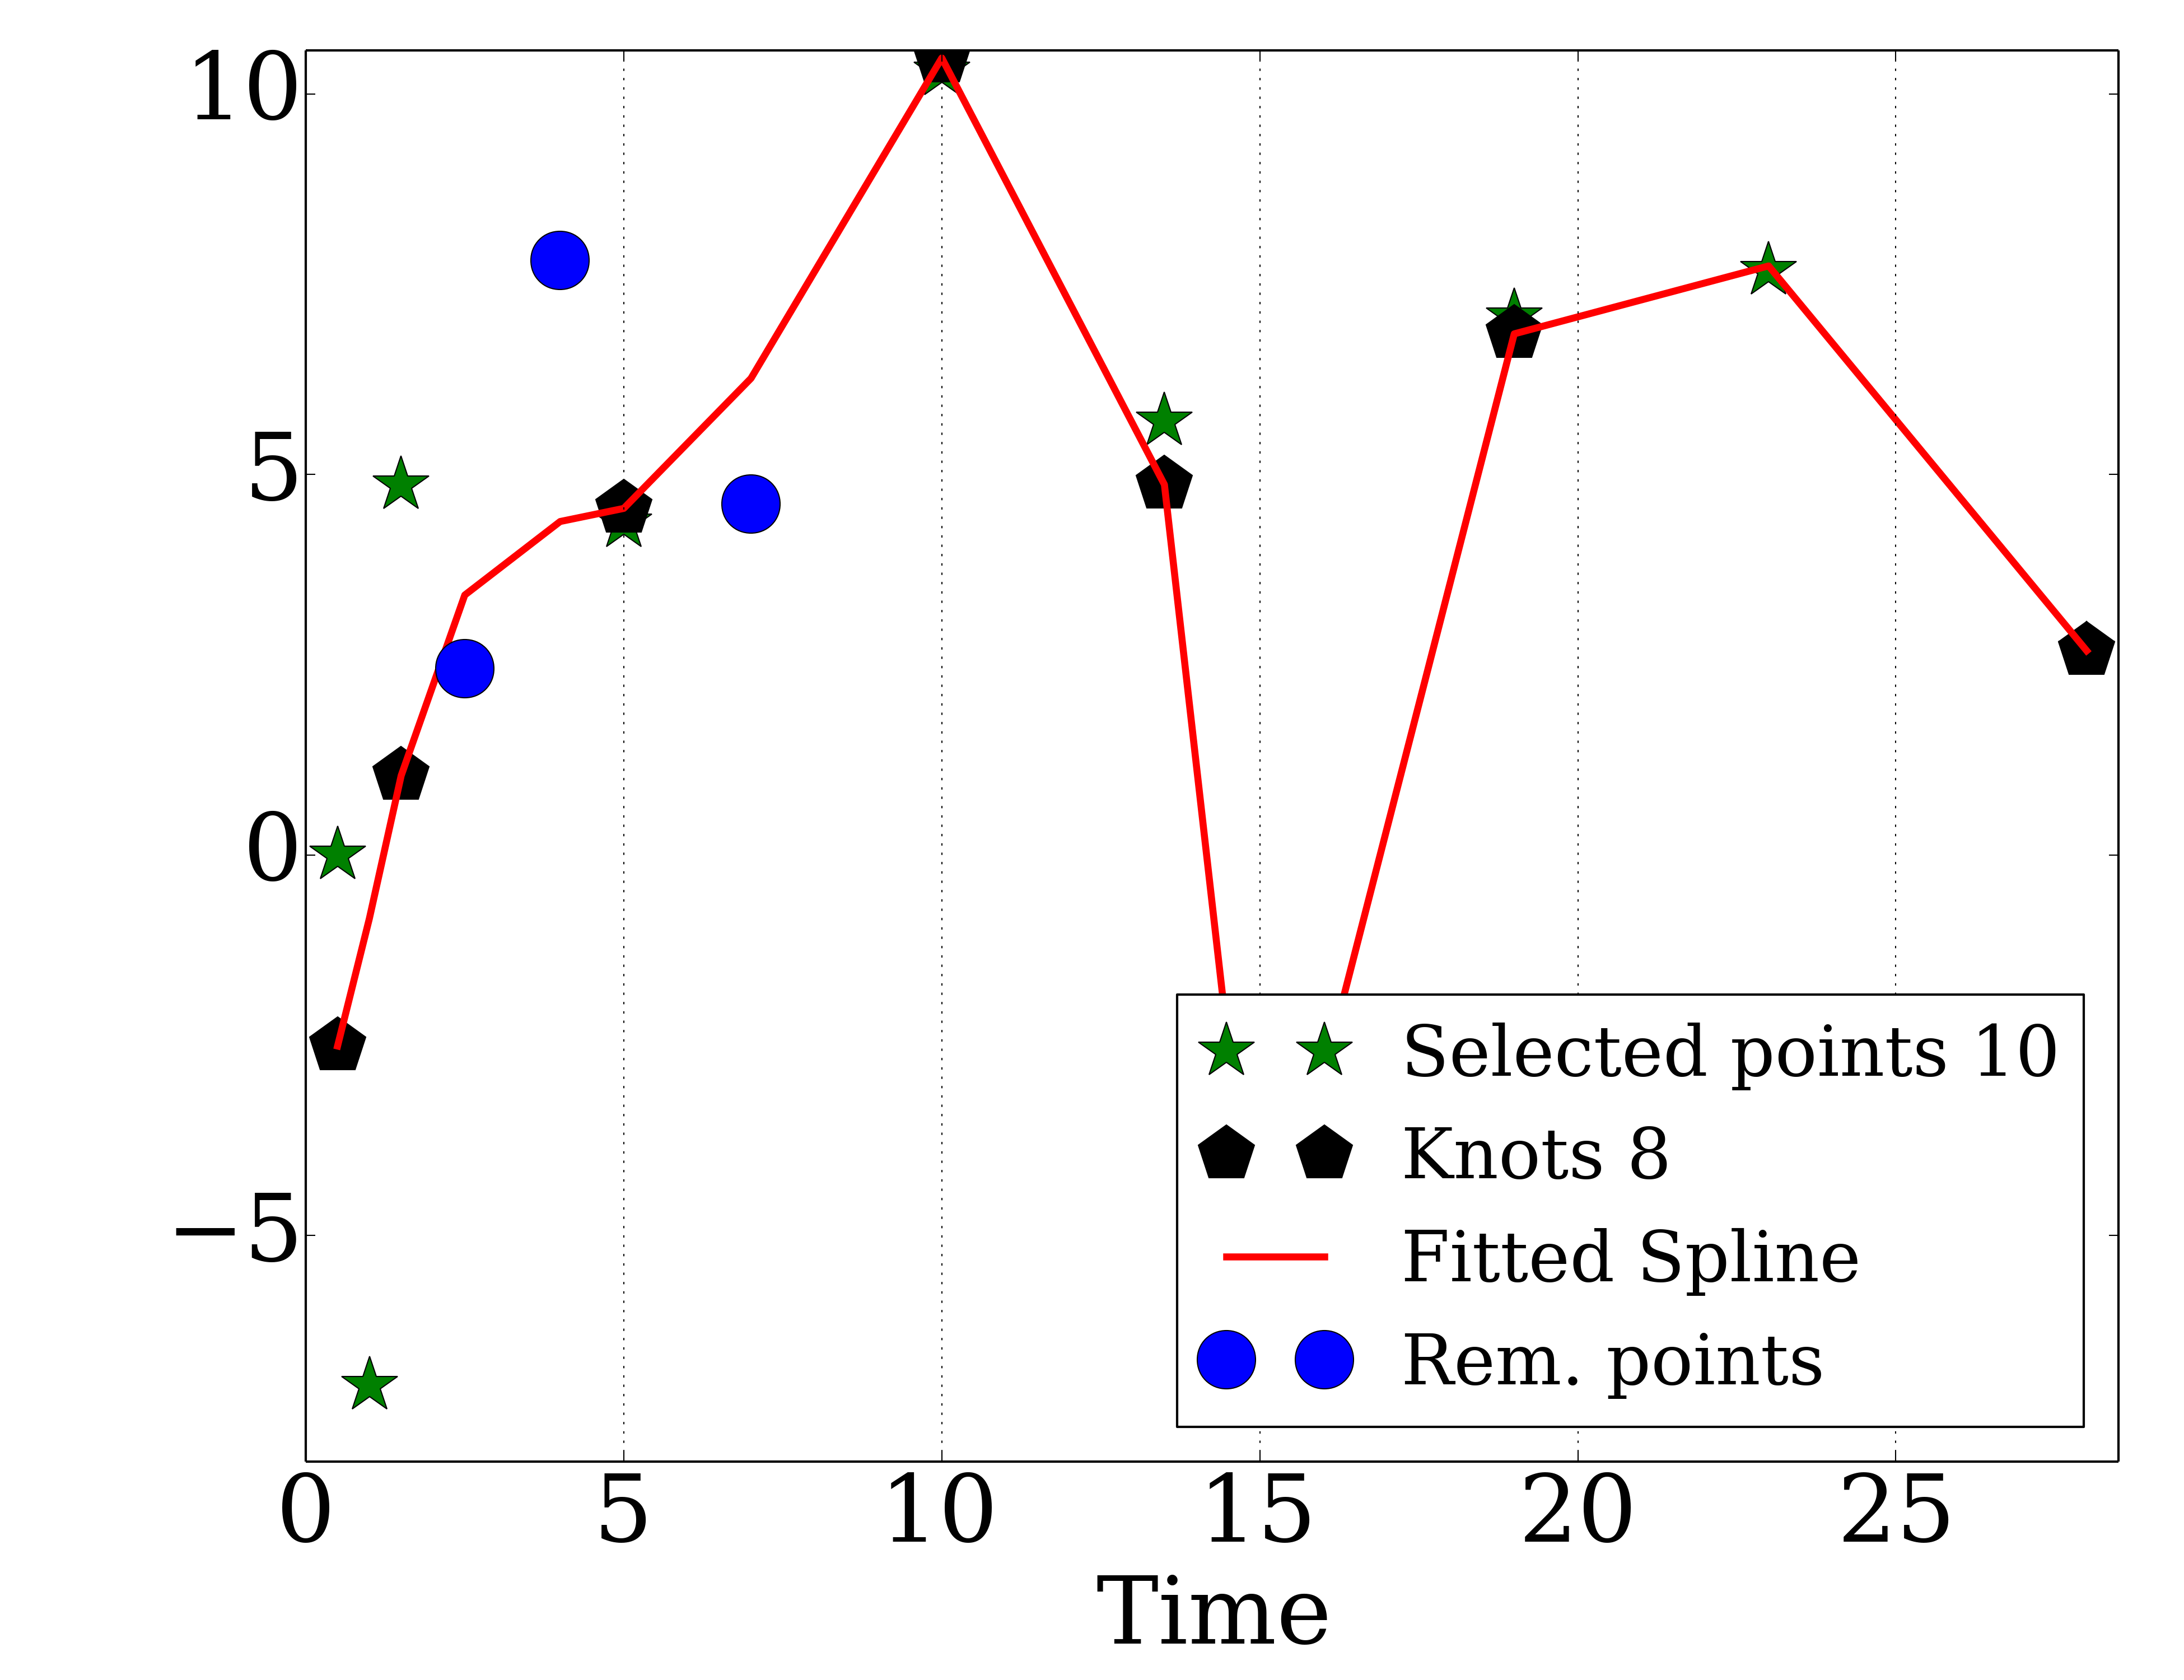 10
5
0
−5
Selected points 10
Knots 8
Fitted Spline
Rem. points
0 5 10 15 20 25
Time